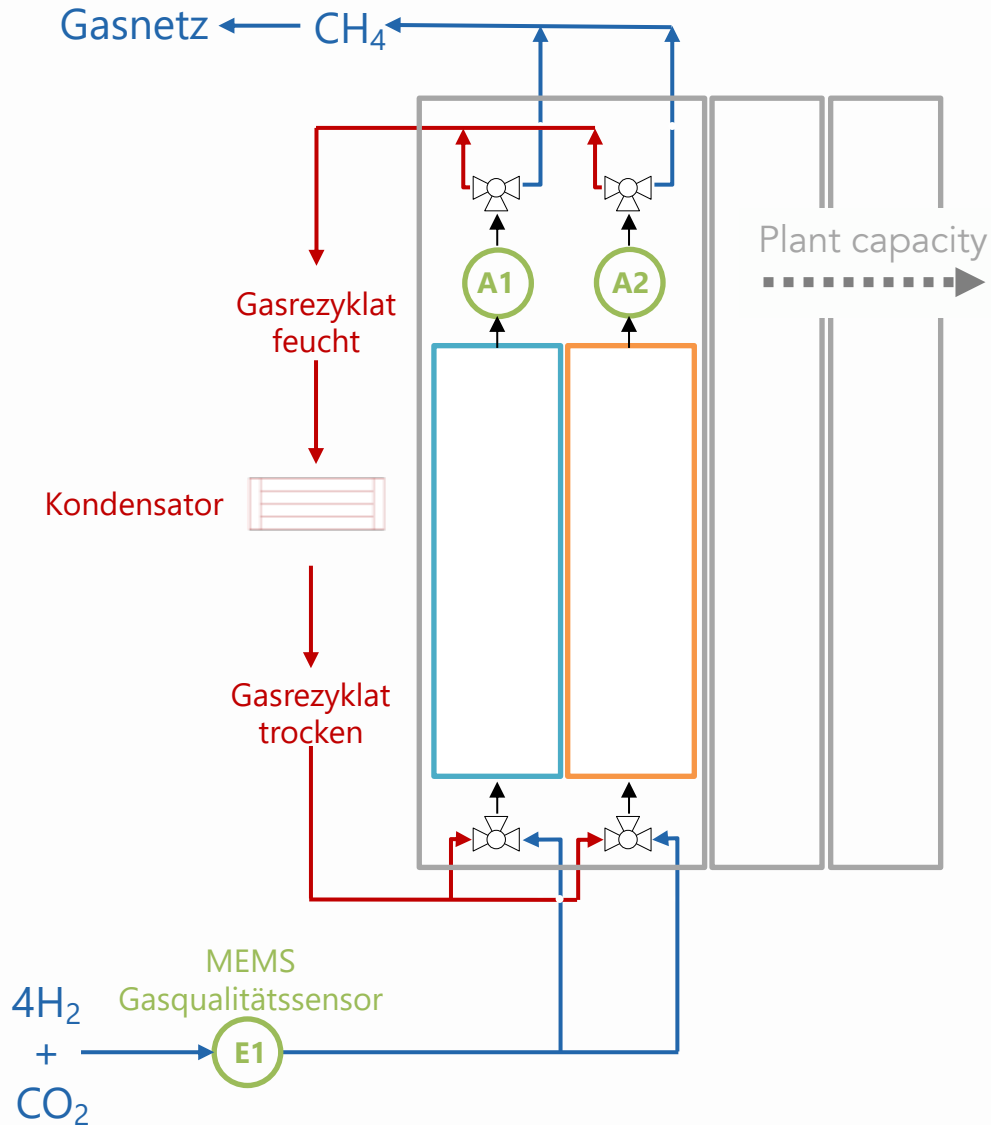 Gasnetz
CH₄
Plant capacity
A1
A2
Gasrezyklat
feucht
Kondensator
Gasrezyklat
trocken
MEMS
Gasqualitätssensor
4H₂
+
CO₂
E1